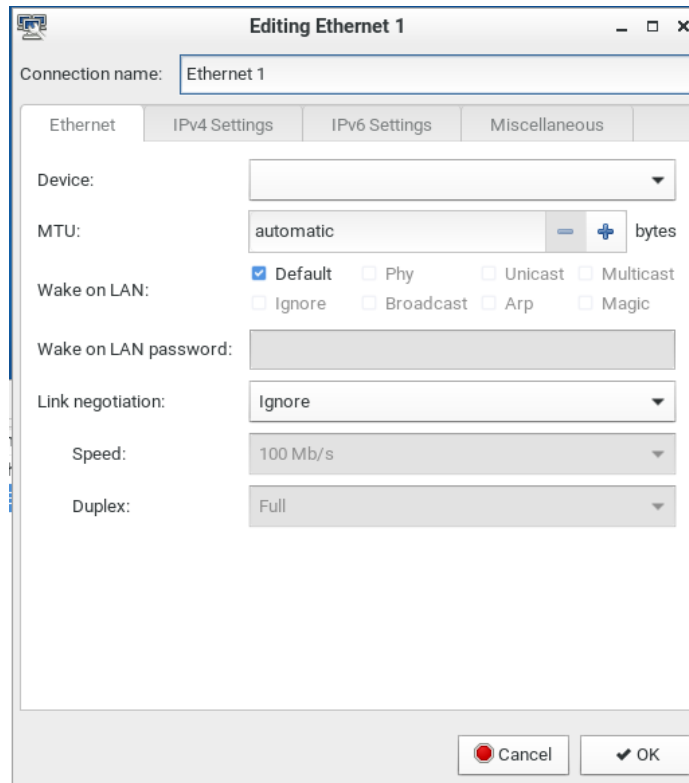 Editing Ethernet 1
Connection name: Ethernet 1
Ethernet IPv4 Settings IPv6 Settings Miscellaneous
Device:
MTU: automatic bytes
Default Phy Unicast Multicast
Wake on LAN:
Ignore Broadcast Arp Magic
Wake on LAN password:
Link negotiation: Ignore
Speed: 100 Mb/s
Duplex: Full
Cancel OK